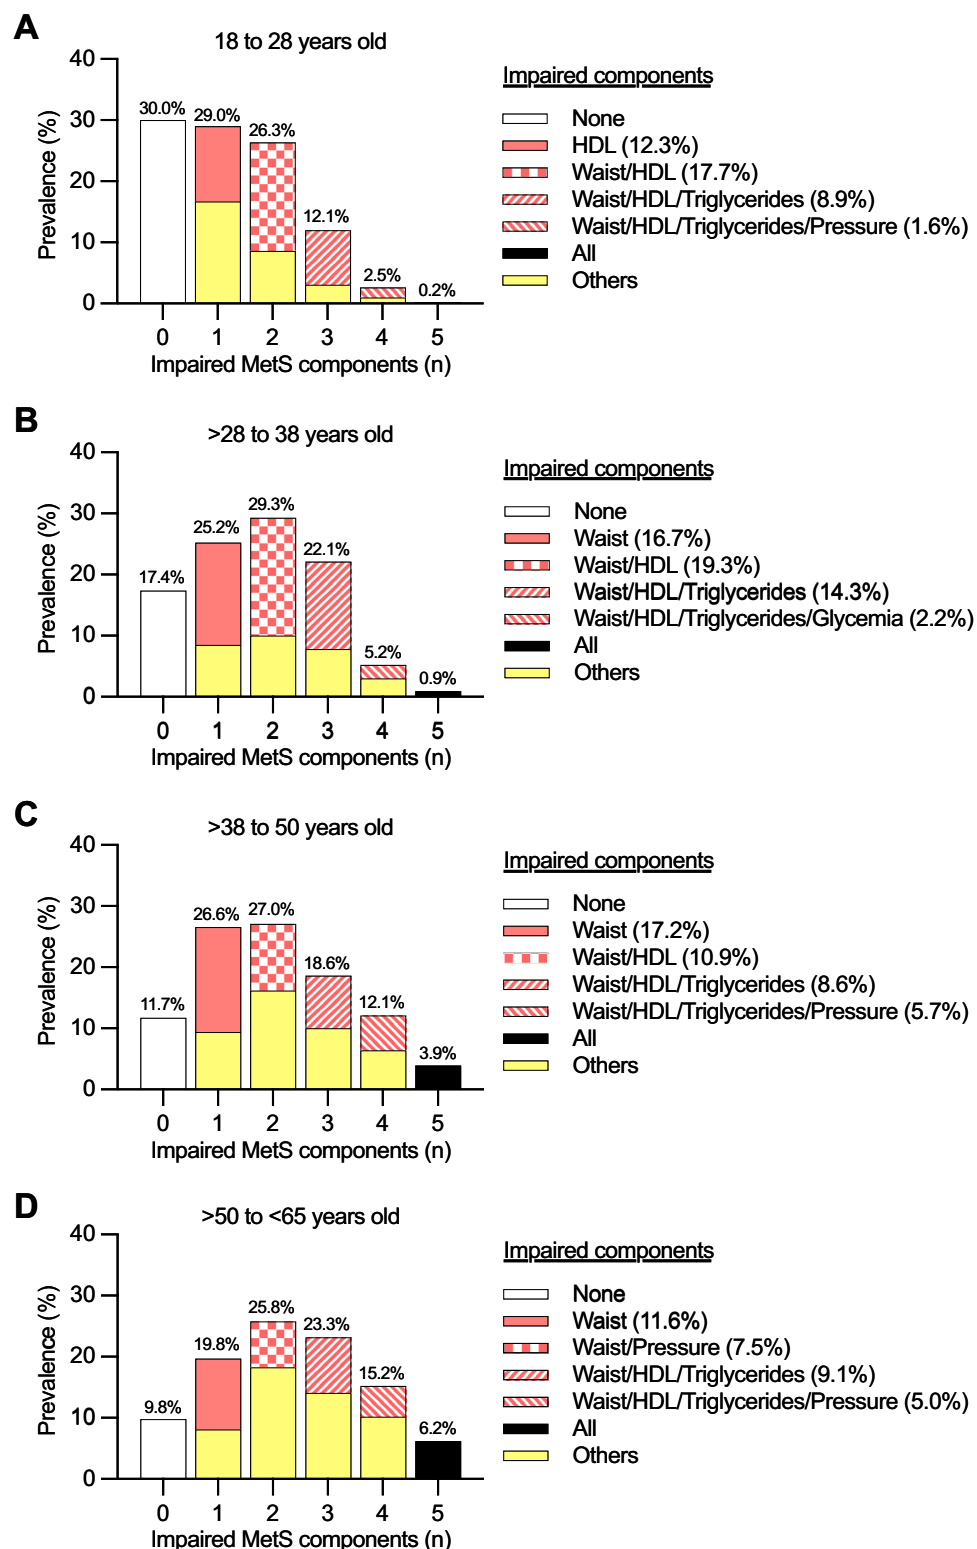 A
18 to 28 years old
Prevalence (%)
40
30
20
10
0
30.0%
29.0%
26.3%
12.1%
2.5%
0.2%
0 1 2 3 4 5
Impaired MetS components (n)
Impaired components
None
HDL (12.3%)
Waist/HDL (17.7%)
Waist/HDL/Triglycerides (8.9%)
Waist/HDL/Triglycerides/Pressure (1.6%)
All
Others
B
>28 to 38 years old
Prevalence (%)
40
30
20
10
0
17.4%
25.2%
29.3%
22.1%
5.2%
0.9%
0 1 2 3 4 5
Impaired MetS components (n)
Impaired components
None
Waist (16.7%)
Waist/HDL (19.3%)
Waist/HDL/Triglycerides (14.3%)
Waist/HDL/Triglycerides/Glycemia (2.2%)
All
Others
C
>38 to 50 years old
Prevalence (%)
40
30
20
10
0
11.7%
26.6%
27.0%
18.6%
12.1%
3.9%
0 1 2 3 4 5
Impaired MetS components (n)
Impaired components
None
Waist (17.2%)
Waist/HDL (10.9%)
Waist/HDL/Triglycerides (8.6%)
Waist/HDL/Triglycerides/Pressure (5.7%)
All
Others
D
>50 to <65 years old
Prevalence (%)
40
30
20
10
0
9.8%
19.8%
25.8%
23.3%
15.2%
6.2%
0 1 2 3 4 5
Impaired MetS components (n)
Impaired components
None
Waist (11.6%)
Waist/Pressure (7.5%)
Waist/HDL/Triglycerides (9.1%)
Waist/HDL/Triglycerides/Pressure (5.0%)
All
Others